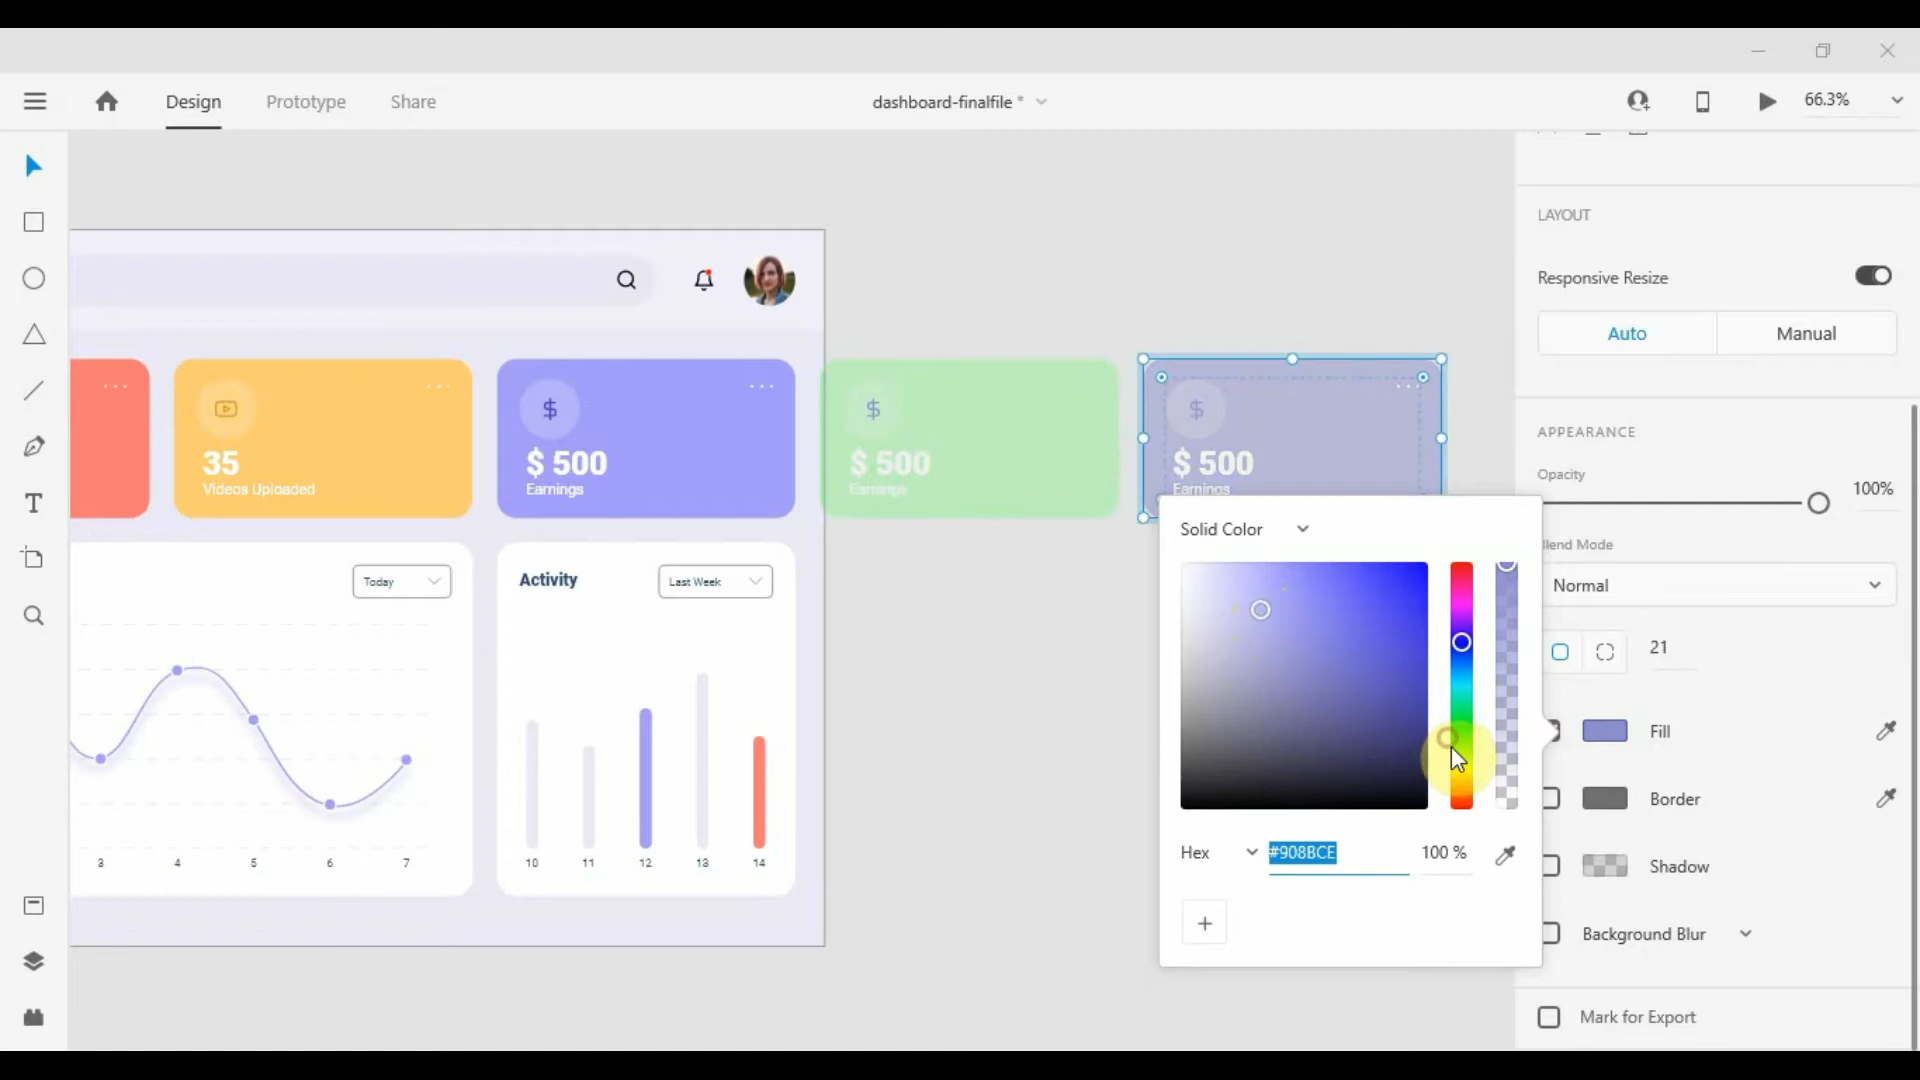 Design
Prototype
Share
dashboard-finalfile *
66.3%
LAYOUT
Responsive Resize
Auto
Manual
35
Videos Uploaded
$
$ 500
Earnings
$
$ 500
Earnings
$
$ 500
Earnings
APPEARANCE
Opacity
100%
Blend Mode
Normal
21
Fill
Border
Shadow
Background Blur
Mark for Export
Solid Color
Hex
#908BCE
100 %
+
Today
3 4 5 6 7
Activity
Last Week
10 11 12 13 14